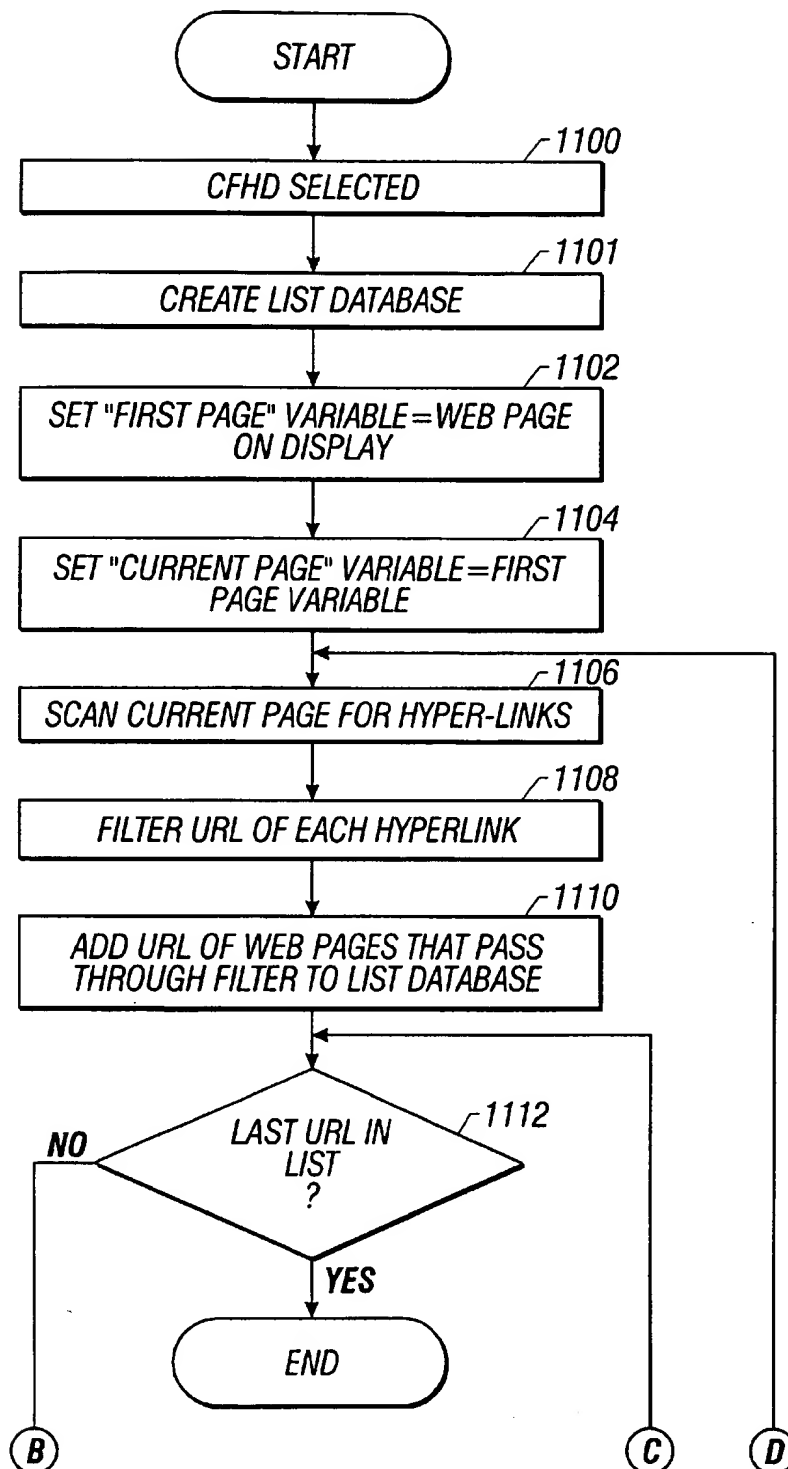 START
1100
CFHD SELECTED
1101
CREATE LIST DATABASE
1102
SET "FIRST PAGE" VARIABLE=WEB PAGE
ON DISPLAY
1104
SET "CURRENT PAGE" VARIABLE=FIRST
PAGE VARIABLE
1106
SCAN CURRENT PAGE FOR HYPER-LINKS
1108
FILTER URL OF EACH HYPERLINK
1110
ADD URL OF WEB PAGES THAT PASS
THROUGH FILTER TO LIST DATABASE
1112
LAST URL IN
LIST
?
NO
YES
END
B
C
D